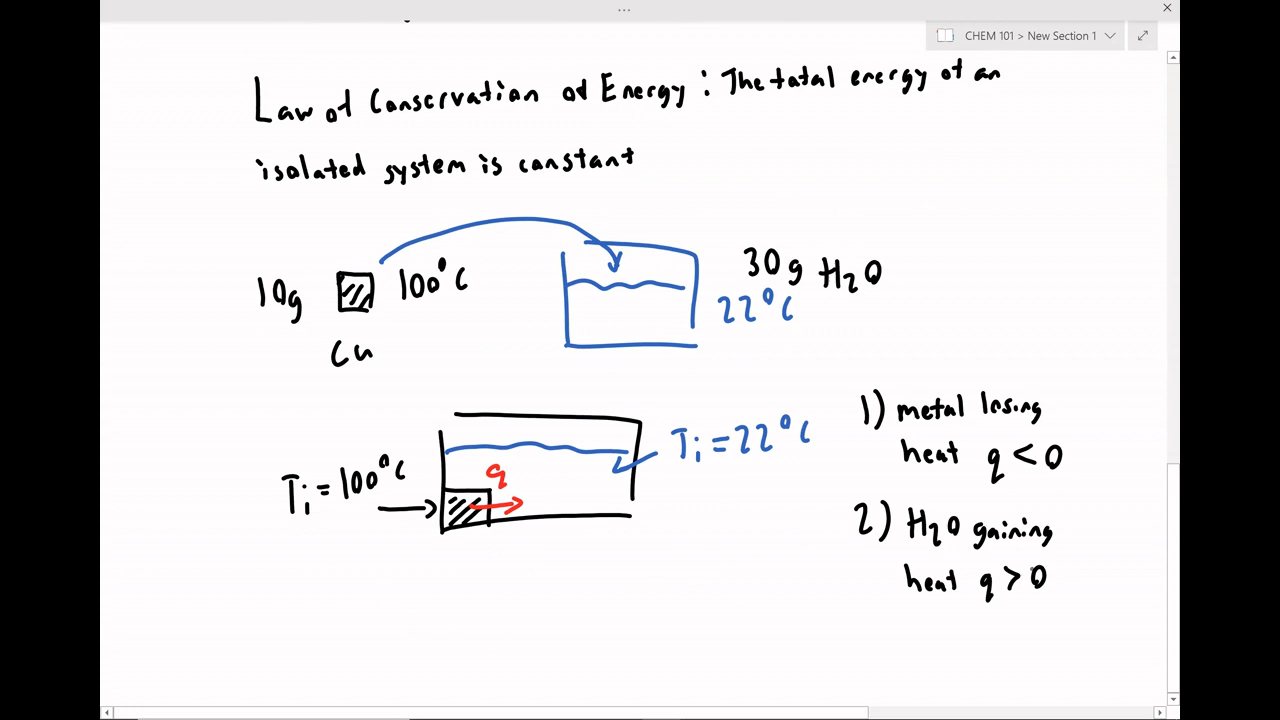 CHEM 101 > New Section 1
Law of Conservation of Energy : The total energy of an
isolated system is constant
10g 100°C
Cu
30g H₂O
22°C
Ti = 100°C
q
Ti = 22°C
1) metal losing
heat q < 0
2) H₂O gaining
heat q > 0